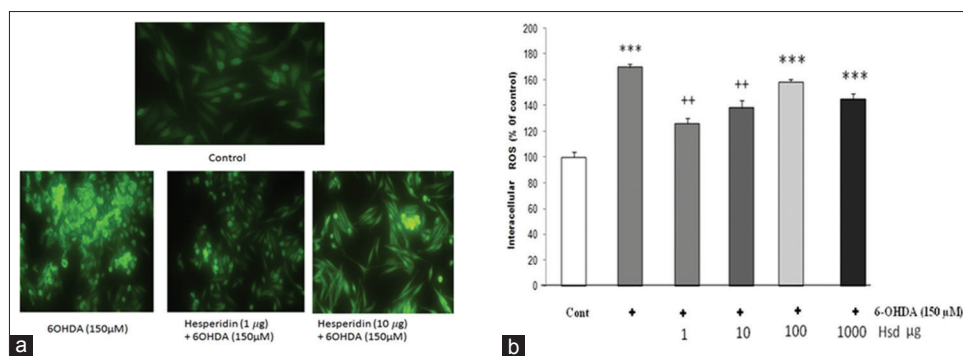 Control
6OHDA (150μM)
Hesperidin (1 μg)
+ 6OHDA (150μM)
Hesperidin (10 μg)
+ 6OHDA (150μM)
a
Interacellular ROS (% 0f control)
200
180
160
140
120
100
80
60
40
20
0
***
++
++
***
***
Cont
+
+
+
+
+
6-OHDA (150 μM)
1
10
100
1000
Hsd μg
b